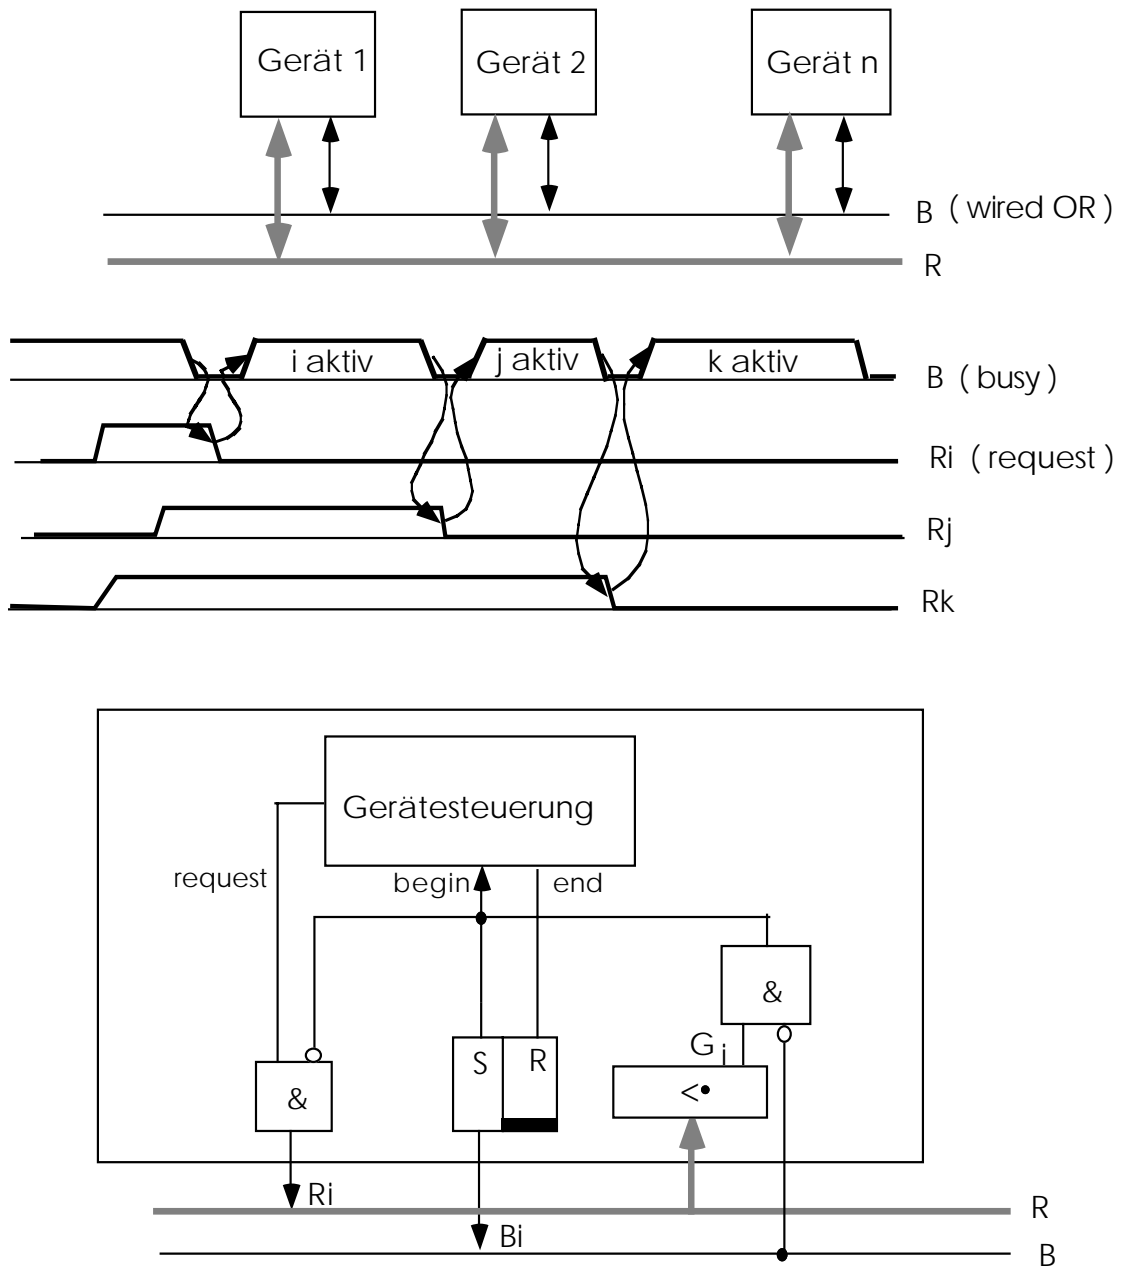 Gerät 1
Gerät 2
Gerät n
B ( wired OR )
R
i aktiv
j aktiv
k aktiv
B ( busy )
Ri ( request )
Rj
Rk
Gerätesteuerung
request
begin
end
&
G i
S
R
&
<•
Ri
R
Bi
B